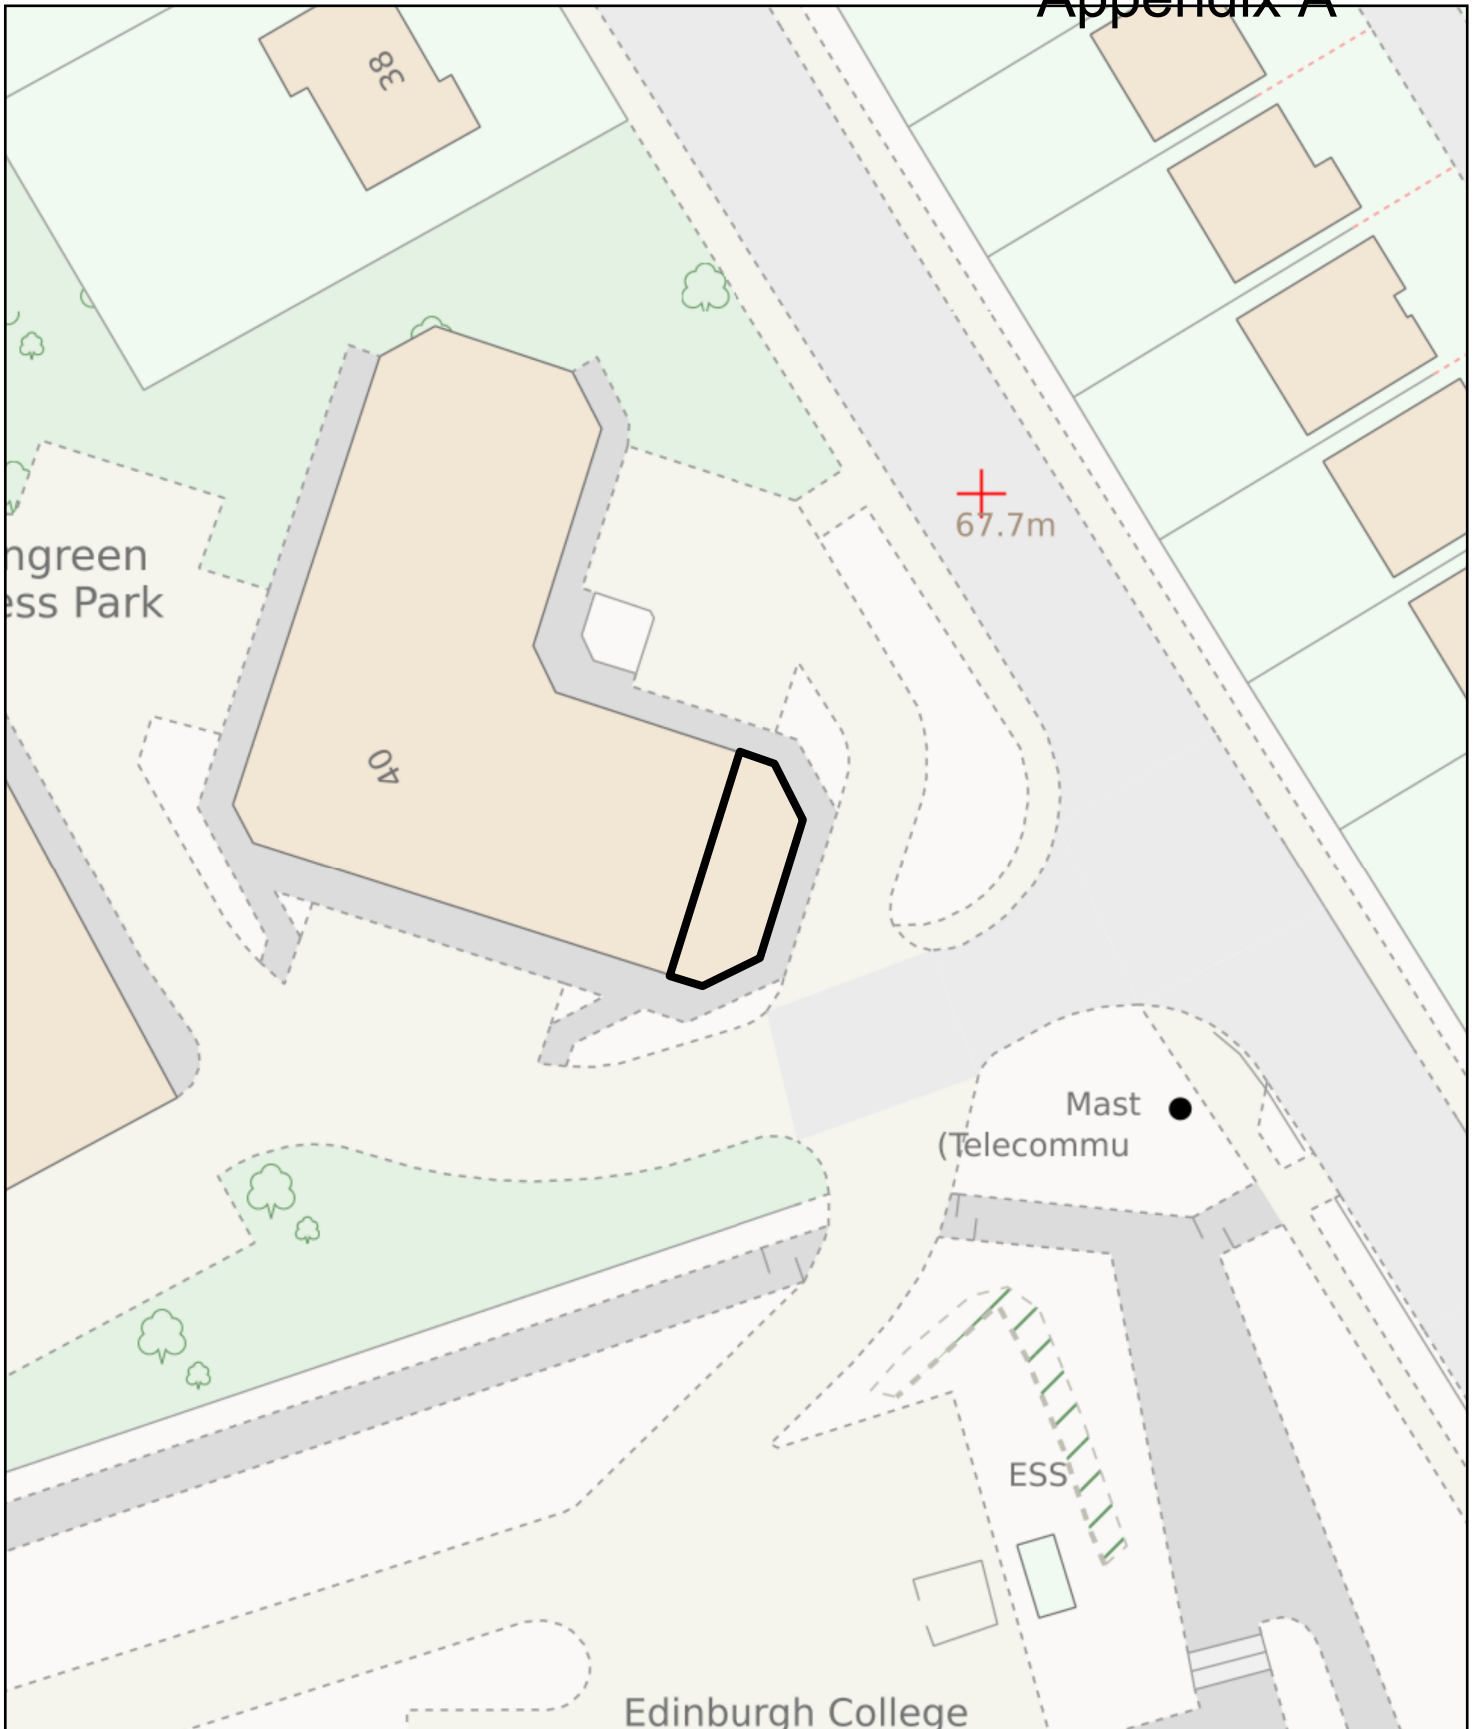 Appendix A
38
67.7m
ngreen
ess Park
40
Mast
(Telecommu
ESS
Edinburgh College